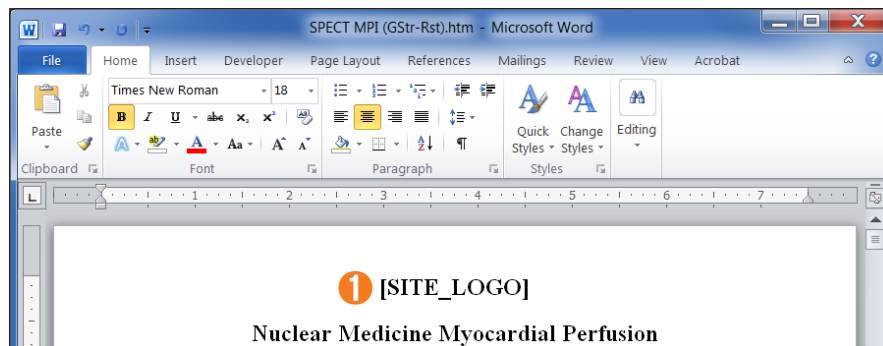 SPECT MPI (GStr-Rst).htm - Microsoft Word
File Home Insert Developer Page Layout References Mailings Review View Acrobat
Times New Roman 18
Paste
B I U abc x₂ x²
Aa A A
Quick Styles
Change Styles
Editing
Clipboard Font Paragraph Styles
L 1 2 3 4 5 6 7
1 [SITE_LOGO]
Nuclear Medicine Myocardial Perfusion